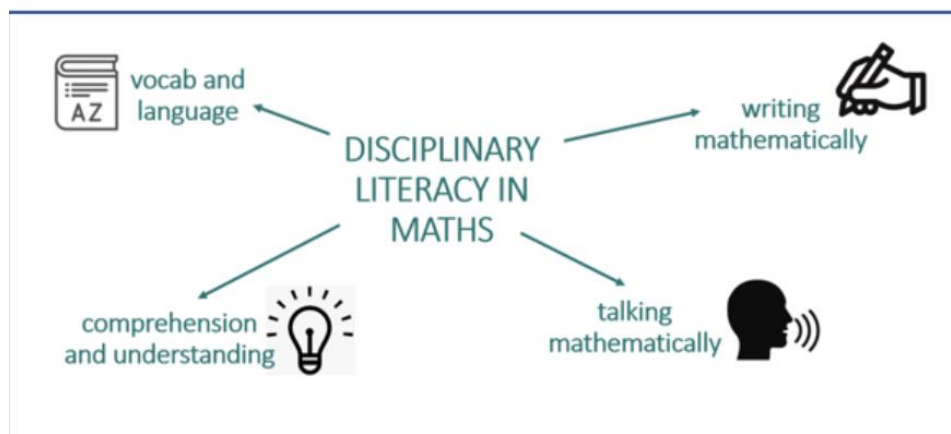 AZ
vocab and
language
writing
mathematically
DISCIPLINARY
LITERACY IN
MATHS
comprehension
and understanding
talking
mathematically